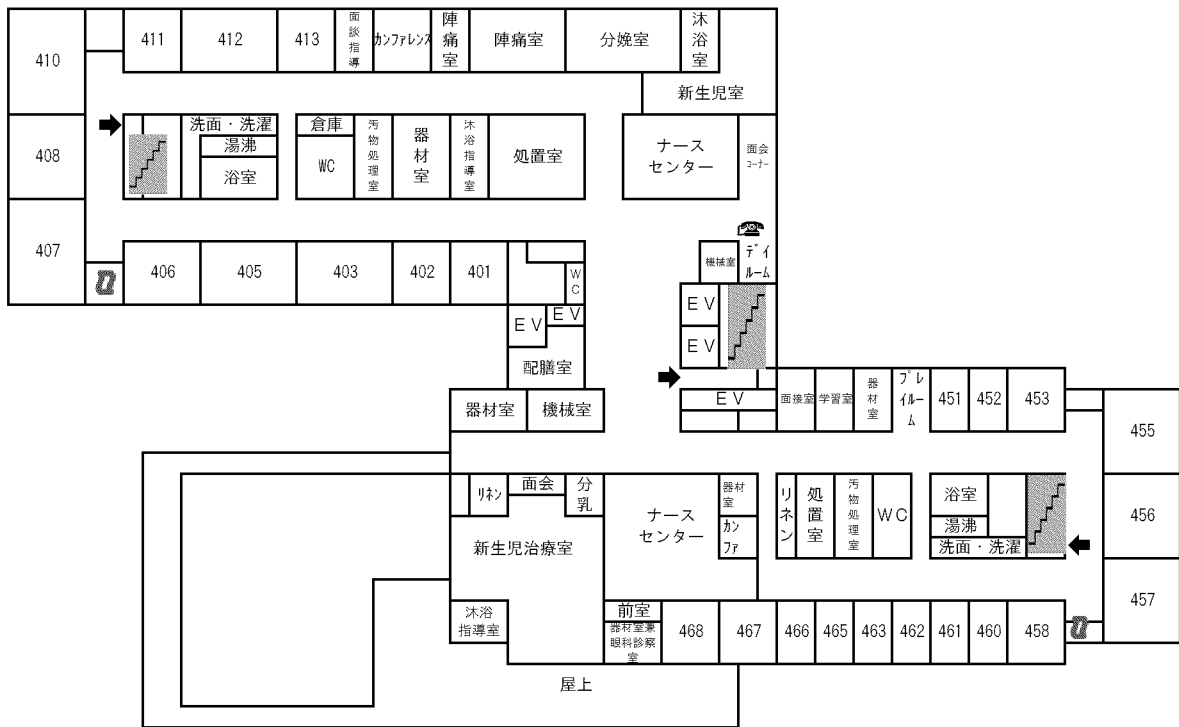 410
411
412
413
面談指導
カンファレンス
陣痛室
陣痛室
分娩室
沐浴室
新生児室
408
洗面・洗濯
湯沸
浴室
倉庫
WC
汚物処理室
器材室
沐浴指導室
処置室
ナース
センター
面会
コーナー
407
406
405
403
402
401
WC
機械室
デイ
ルーム
EV
EV
EV
EV
配膳室
器材室
機械室
EV
面接室
学習室
器材室
プレイルーム
451
452
453
455
リネン
面会
分乳
ナース
センター
器材室
カンファ
リネン
処置室
汚物処理室
WC
浴室
湯沸
洗面・洗濯
456
新生児治療室
沐浴
指導室
前室
器材室兼
眼科診察
室
468
467
466
465
463
462
461
460
458
457
屋上